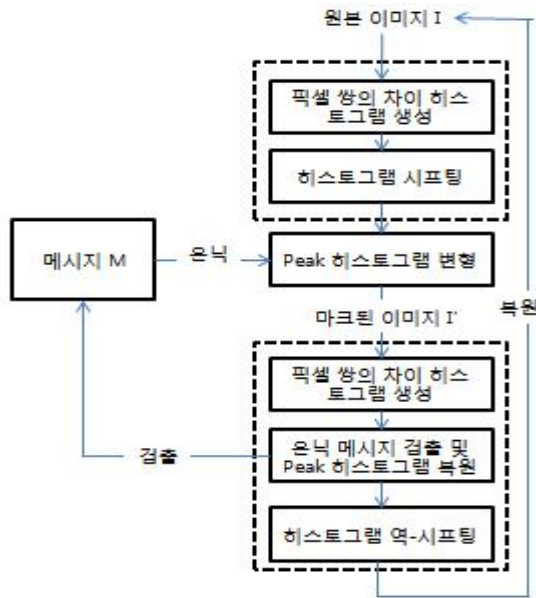 원본 이미지 I
픽셀 쌍의 차이 히스
토그램 생성
히스토그램 시프팅
메시지 M
은닉
Peak 히스토그램 변형
마크된 이미지 I'
복원
픽셀 쌍의 차이 히스
토그램 생성
은닉 메시지 검출 및
Peak 히스토그램 복원
검출
히스토그램 역-시프팅